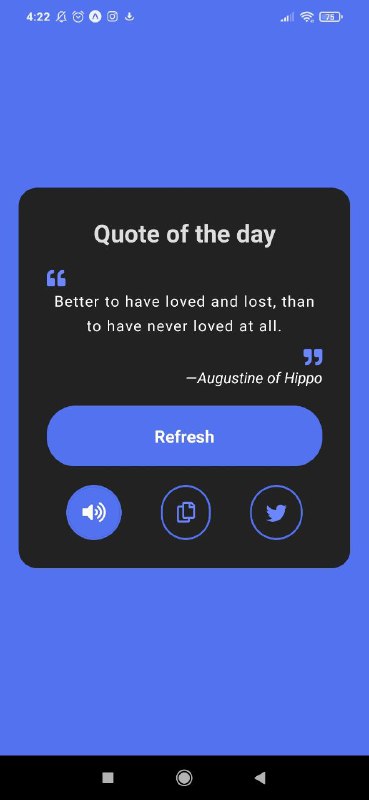 4:22
75
Quote of the day
“
Better to have loved and lost, than
to have never loved at all.
”
—Augustine of Hippo
Refresh